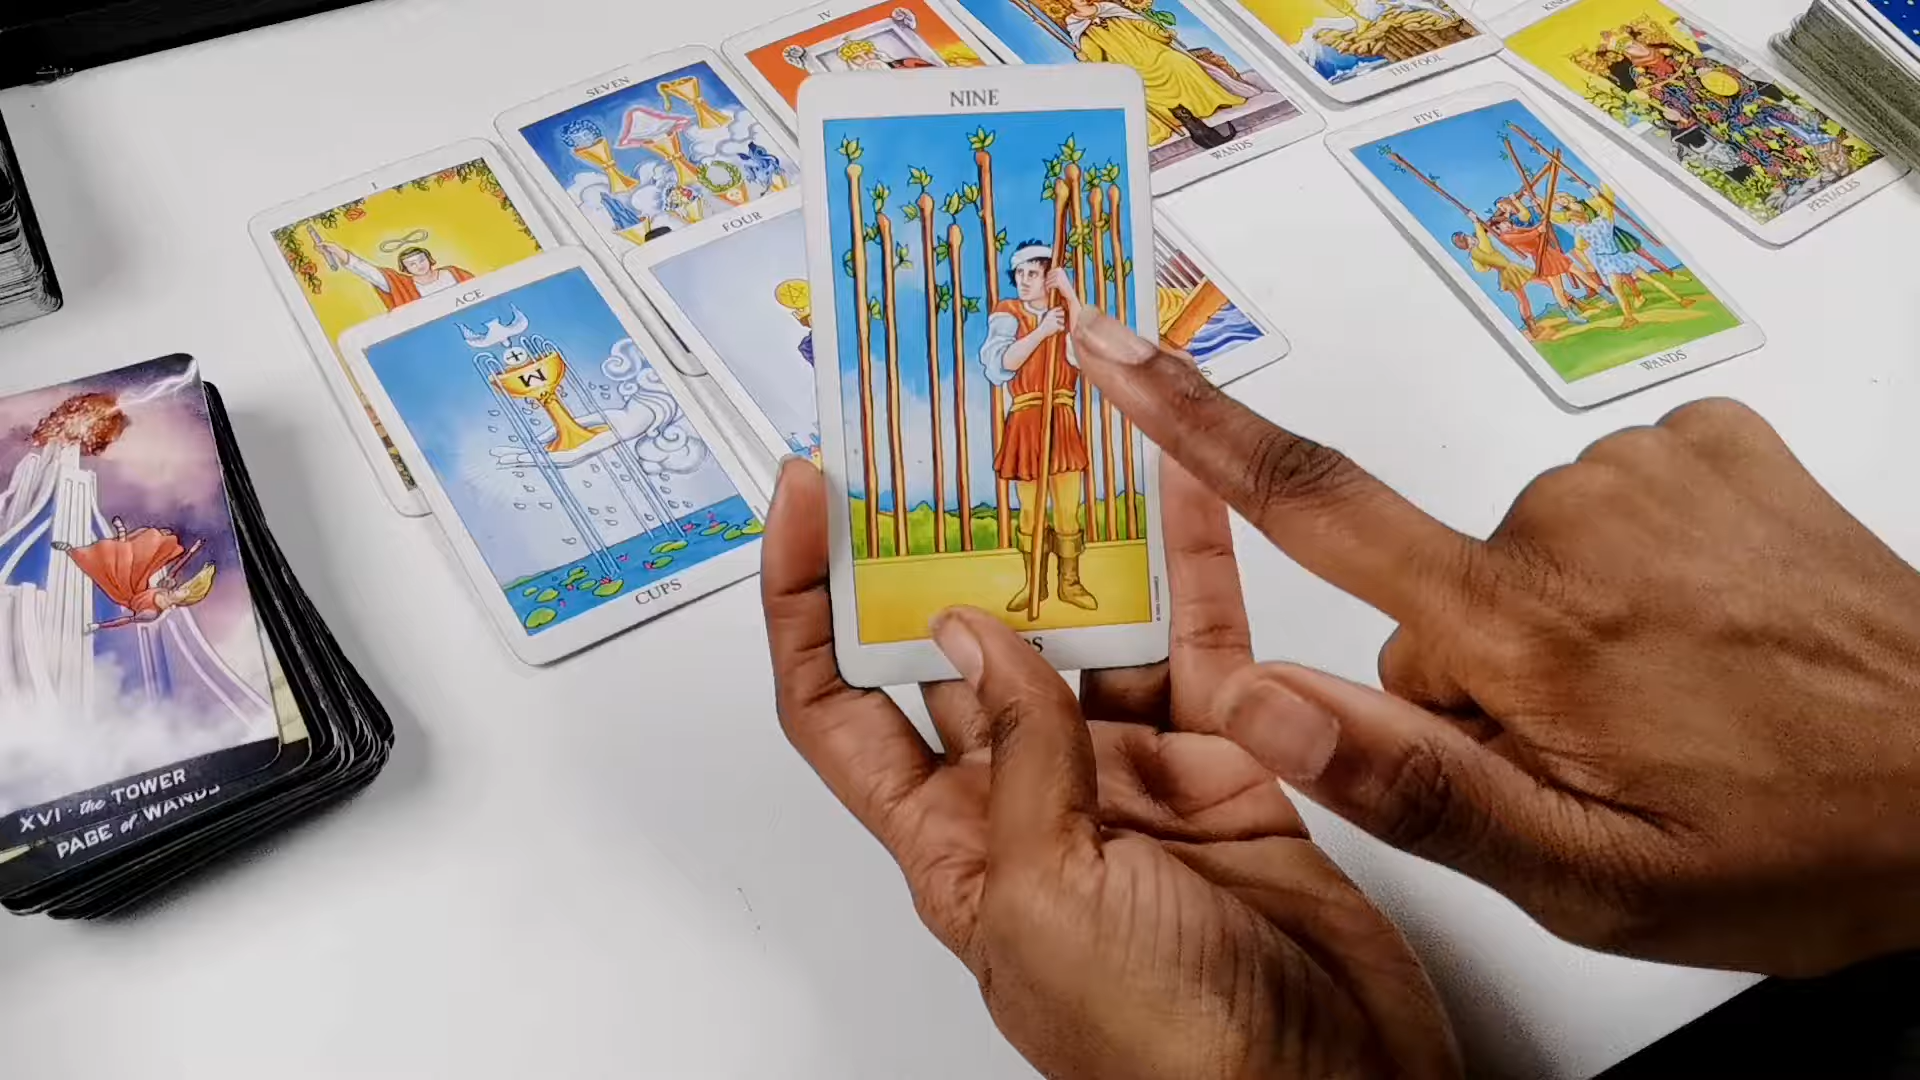 IV
SEVEN
THE FOOL
NINE
WANDS
FIVE
PENTACLES
I
FOUR
ACE
WANDS
CUPS
XVI · the TOWER
PAGE of WANDS